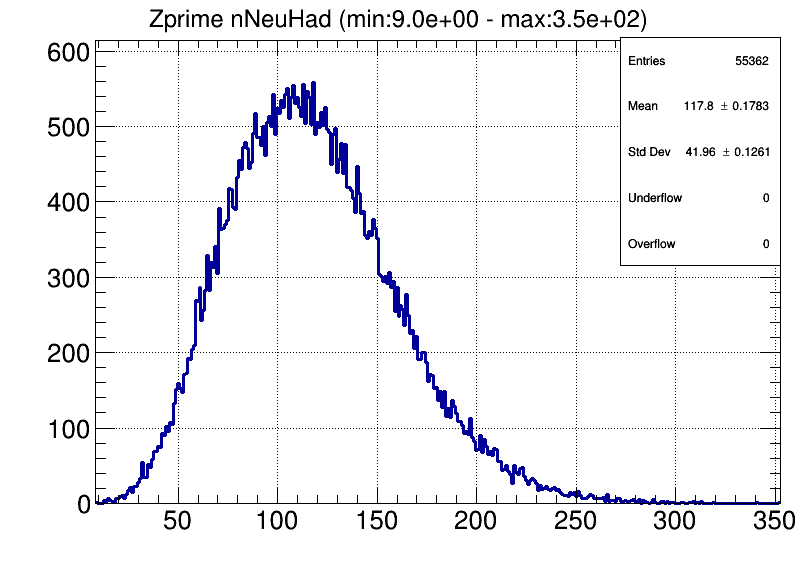 Zprime nNeuHad (min:9.0e+00 - max:3.5e+02)
Entries 55362
Mean 117.8 ± 0.1783
Std Dev 41.96 ± 0.1261
Underflow 0
Overflow 0
600
500
400
300
200
100
0
50 100 150 200 250 300 350